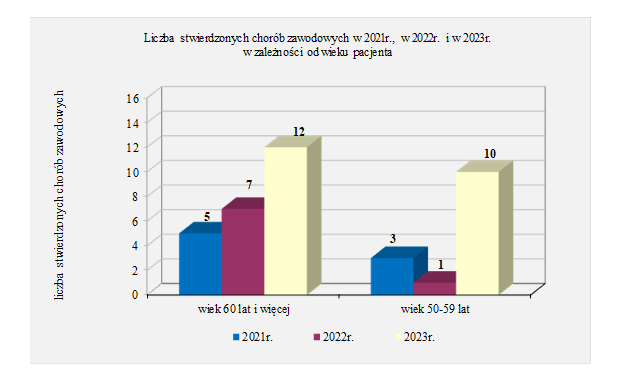 Liczba stwierdzonych chorób zawodowych w 2021r., w 2022r. i w 2023r.
w zależności od wieku pacjenta
liczba stwierdzonych chorób zawodowych
16
14
12
10
8
6
4
2
0
5
7
12
3
1
10
wiek 60 lat i więcej
wiek 50-59 lat
2021r.
2022r.
2023r.